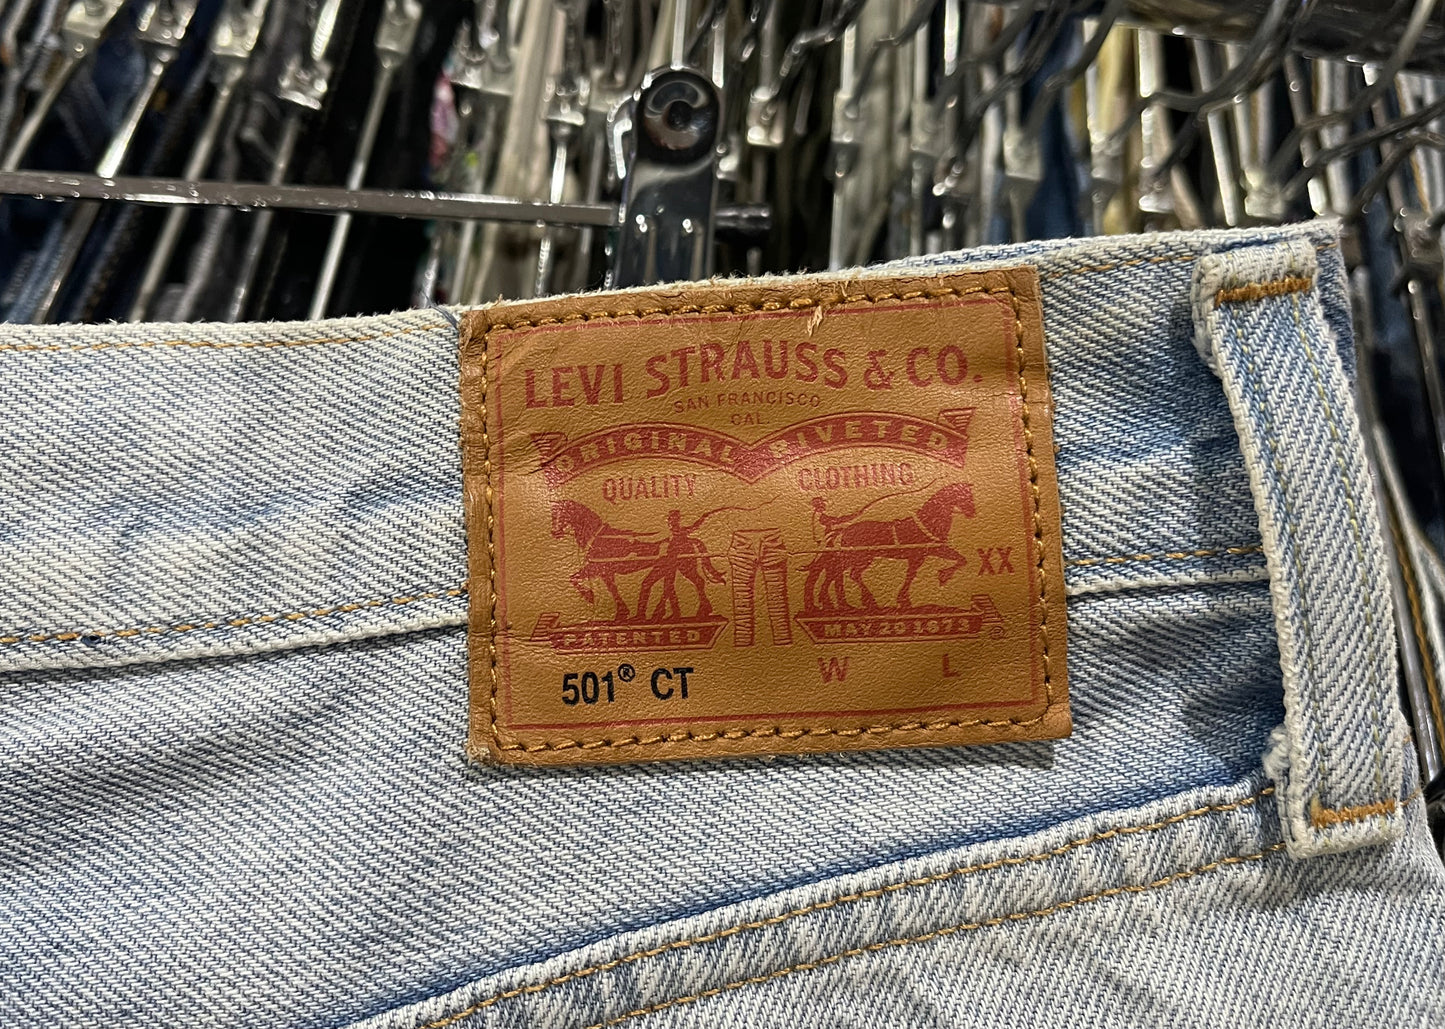 LEVI STRAUSS & CO.
SAN FRANCISCO
CAL.
ORIGINAL RIVETED
QUALITY CLOTHING
XX
PATENTED MAY 20 1873
W L
501® CT